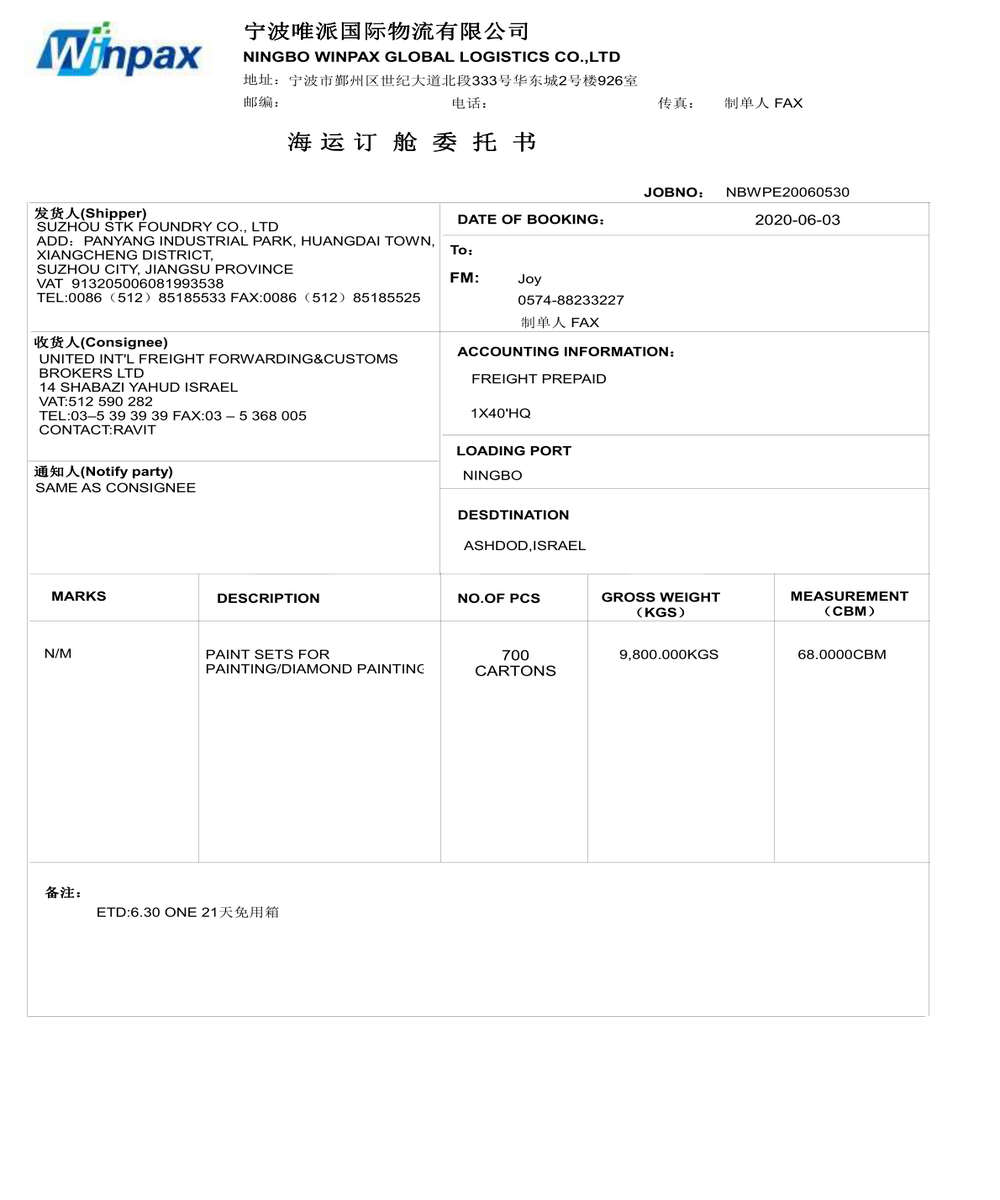 Winpax
宁波唯派国际物流有限公司
NINGBO WINPAX GLOBAL LOGISTICS CO.,LTD
地址：宁波市鄞州区世纪大道北段333号华东城2号楼926室
邮编： 电话： 传真： 制单人 FAX
海运订舱委托书
JOBNO： NBWPE20060530
发货人(Shipper)
SUZHOU STK FOUNDRY CO., LTD
ADD：PANYANG INDUSTRIAL PARK, HUANGDAI TOWN,
XIANGCHENG DISTRICT,
SUZHOU CITY, JIANGSU PROVINCE
VAT 913205006081993538
TEL:0086（512）85185533 FAX:0086（512）85185525
DATE OF BOOKING： 2020-06-03
To：
FM： Joy
0574-88233227
制单人 FAX
收货人(Consignee)
UNITED INT'L FREIGHT FORWARDING&CUSTOMS
BROKERS LTD
14 SHABAZI YAHUD ISRAEL
VAT:512 590 282
TEL:03–5 39 39 39 FAX:03 – 5 368 005
CONTACT:RAVIT
ACCOUNTING INFORMATION：
FREIGHT PREPAID
1X40'HQ
LOADING PORT
NINGBO
通知人(Notify party)
SAME AS CONSIGNEE
DESDTINATION
ASHDOD,ISRAEL
MARKS DESCRIPTION NO.OF PCS GROSS WEIGHT （KGS） MEASUREMENT （CBM）
N/M PAINT SETS FOR 700 9,800.000KGS 68.0000CBM
PAINTING/DIAMOND PAINTING CARTONS
备注：
ETD:6.30 ONE 21天免用箱